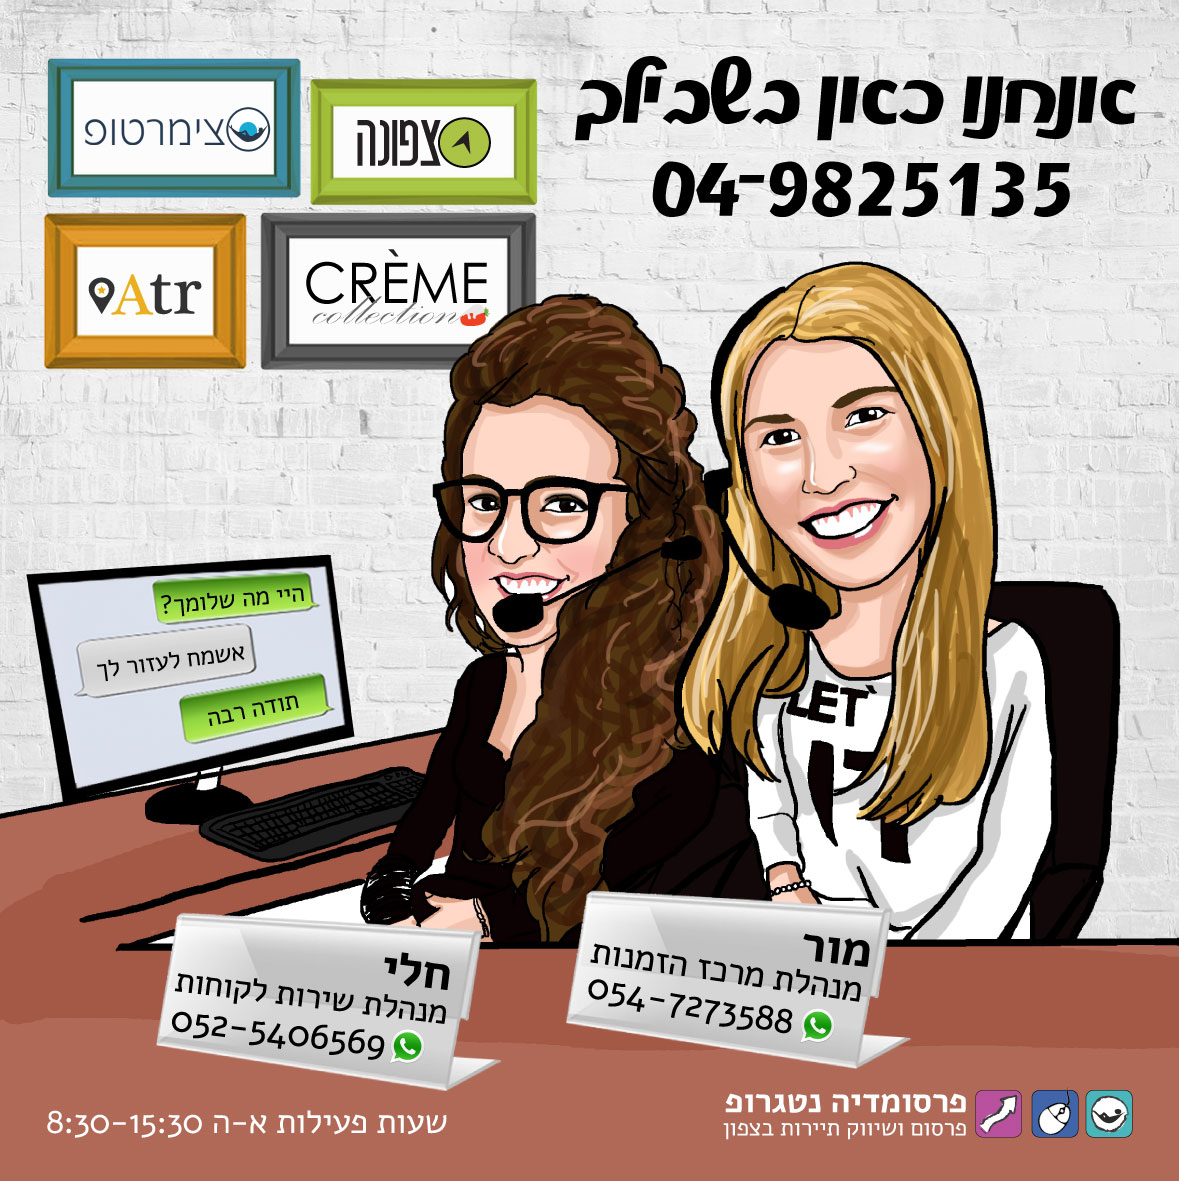 אנחנו כאן בשבילך
04-9825135
צימרטופ
צפונה
Atr
CRÈME
collection
היי מה שלומך?
אשמח לעזור לך
תודה רבה
LET'
IT
חלי
מנהלת שירות לקוחות
052-5406569
מור
מנהלת מרכז הזמנות
054-7273588
שעות פעילות א-ה 8:30-15:30
פרסומדיה נטגרופ
פרסום ושיווק תיירות בצפון